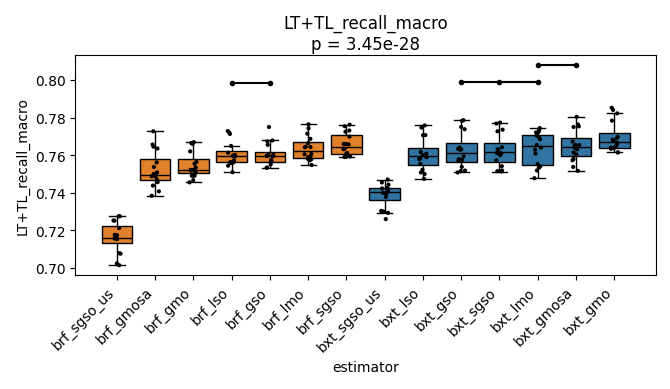 LT+TL_recall_macro
p = 3.45e-28
LT+TL_recall_macro
0.80
0.78
0.76
0.74
0.72
0.70
brf_sgso_us
brf_gmosa
brf_gmo
brf_lso
brf_gso
brf_lmo
brf_sgso
bxt_sgso_us
bxt_lso
bxt_gso
bxt_sgso
bxt_lmo
bxt_gmosa
bxt_gmo
estimator